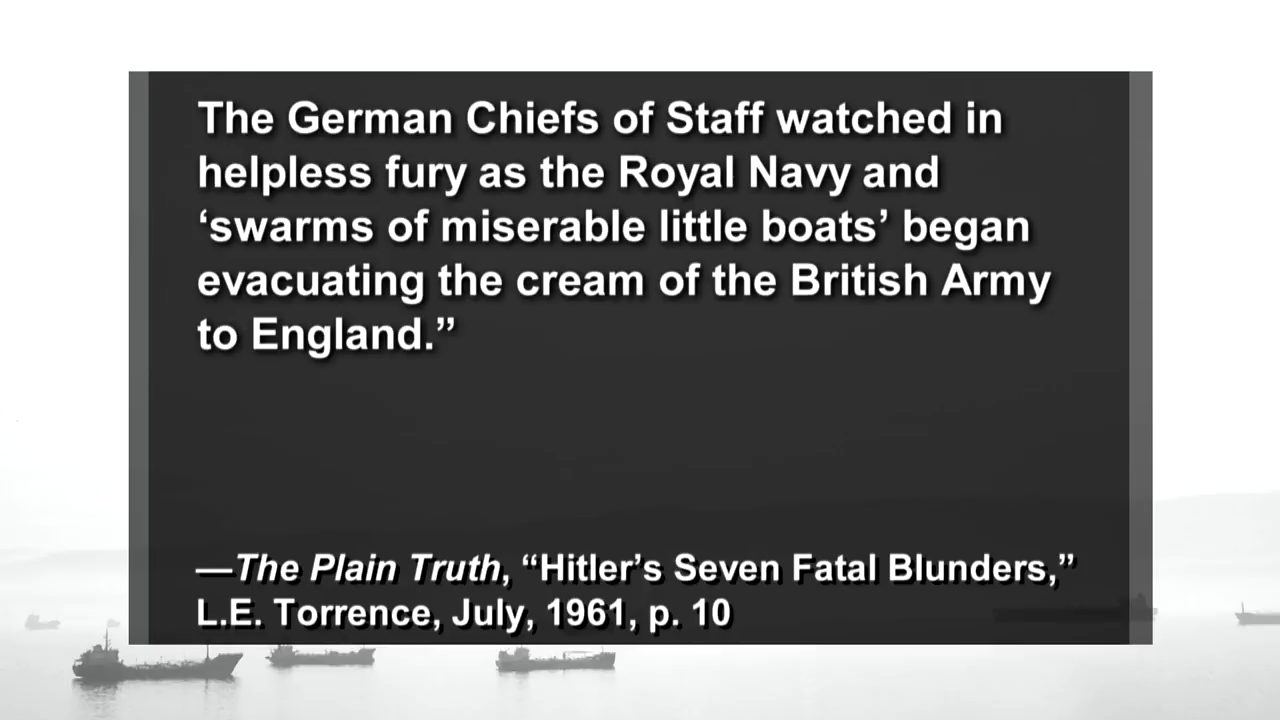 The German Chiefs of Staff watched in
helpless fury as the Royal Navy and
‘swarms of miserable little boats’ began
evacuating the cream of the British Army
to England.”
—The Plain Truth, “Hitler’s Seven Fatal Blunders,”
L.E. Torrence, July, 1961, p. 10